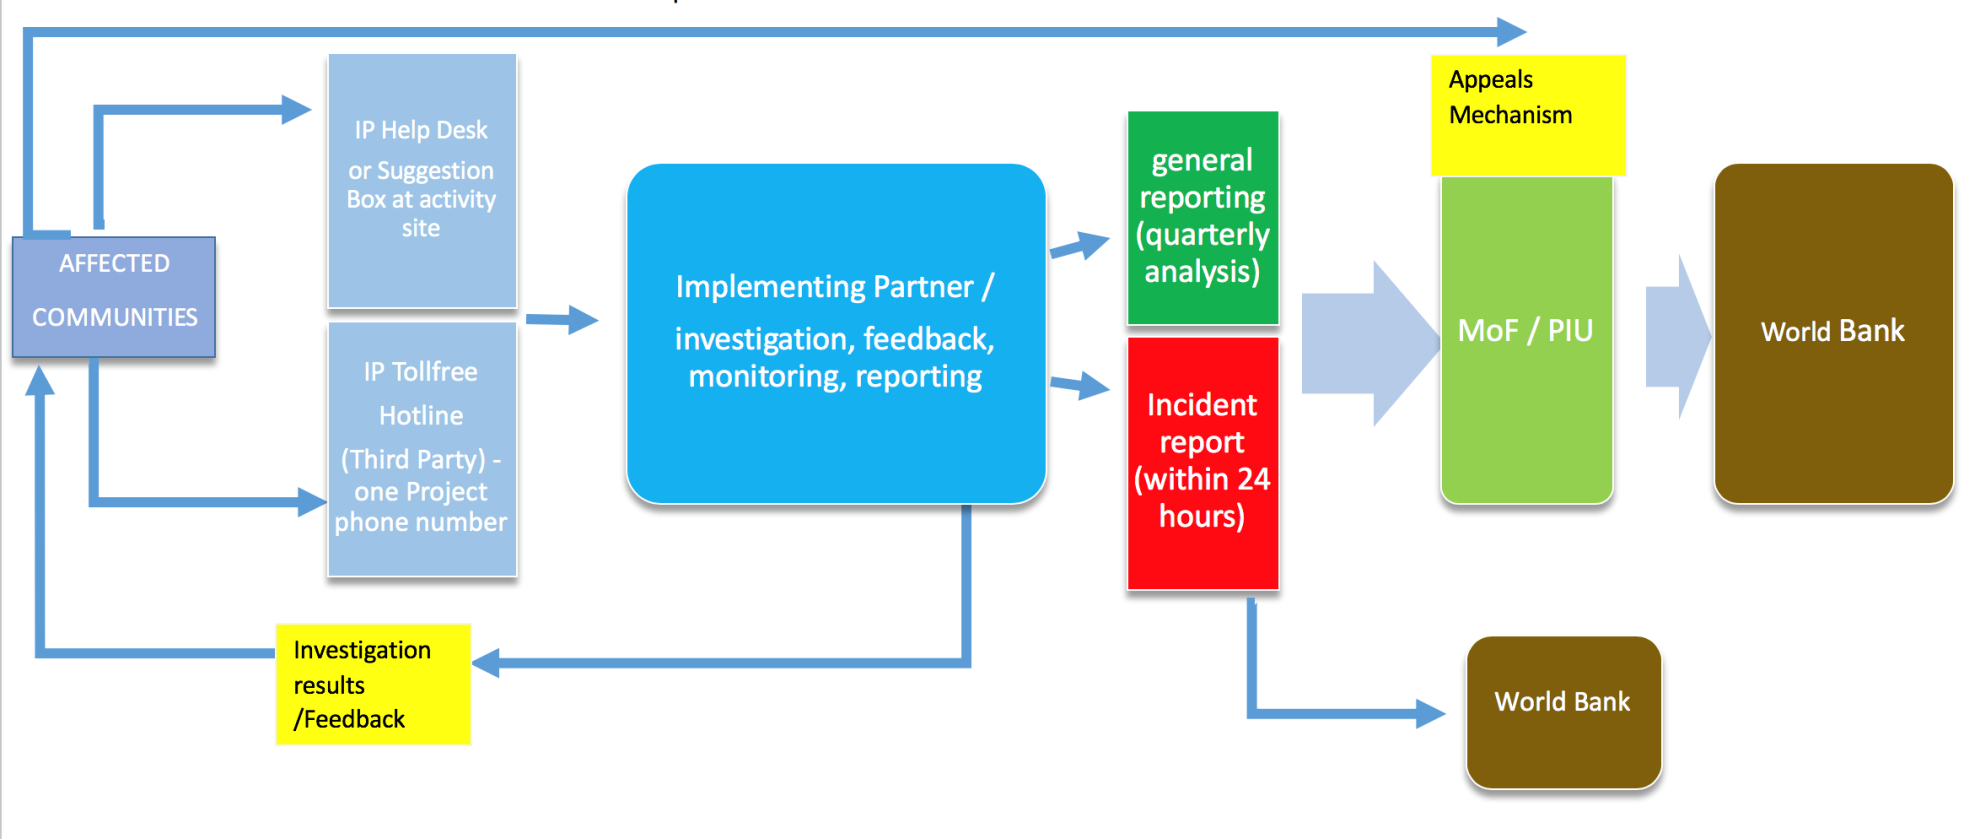 AFFECTED
COMMUNITIES
IP Help Desk
or Suggestion
Box at activity
site
IP Tollfree
Hotline
(Third Party) -
one Project
phone number
Implementing Partner /
investigation, feedback,
monitoring, reporting
general
reporting
(quarterly
analysis)
Incident
report
(within 24
hours)
Appeals
Mechanism
MoF / PIU
World Bank
Investigation
results
/Feedback
World Bank